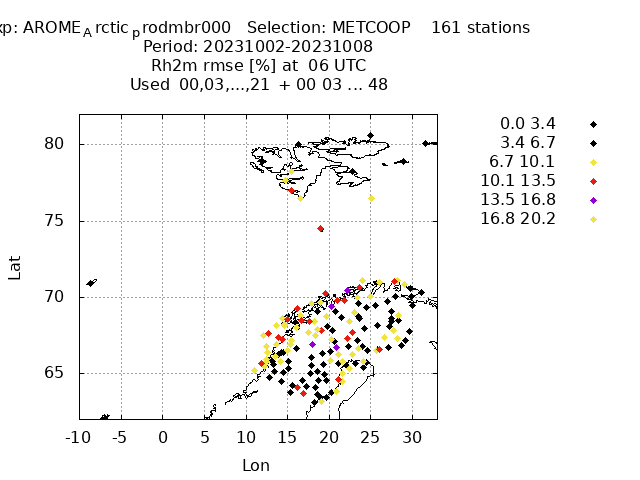 xp: AROME_A rctic_p rodmbr000 Selection: METCOOP 161 stations
Period: 20231002-20231008
Rh2m rmse [%] at 06 UTC
Used 00,03,...,21 + 00 03 ... 48
0.0 3.4
3.4 6.7
6.7 10.1
10.1 13.5
13.5 16.8
16.8 20.2
80
75
70
65
Lat
-10 -5 0 5 10 15 20 25 30
Lon